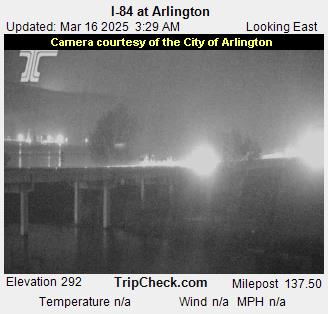 I-84 at Arlington
Updated: Mar 16 2025 3:29 AM Looking East
Camera courtesy of the City of Arlington
Elevation 292 TripCheck.com Milepost 137.50
Temperature n/a Wind n/a MPH n/a